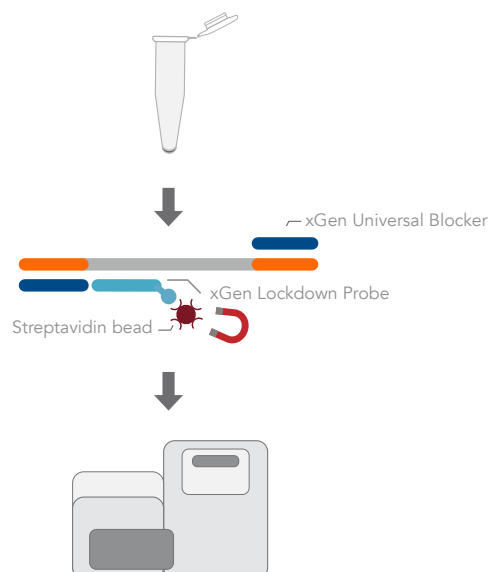 xGen Universal Blocker
xGen Lockdown Probe
Streptavidin bead